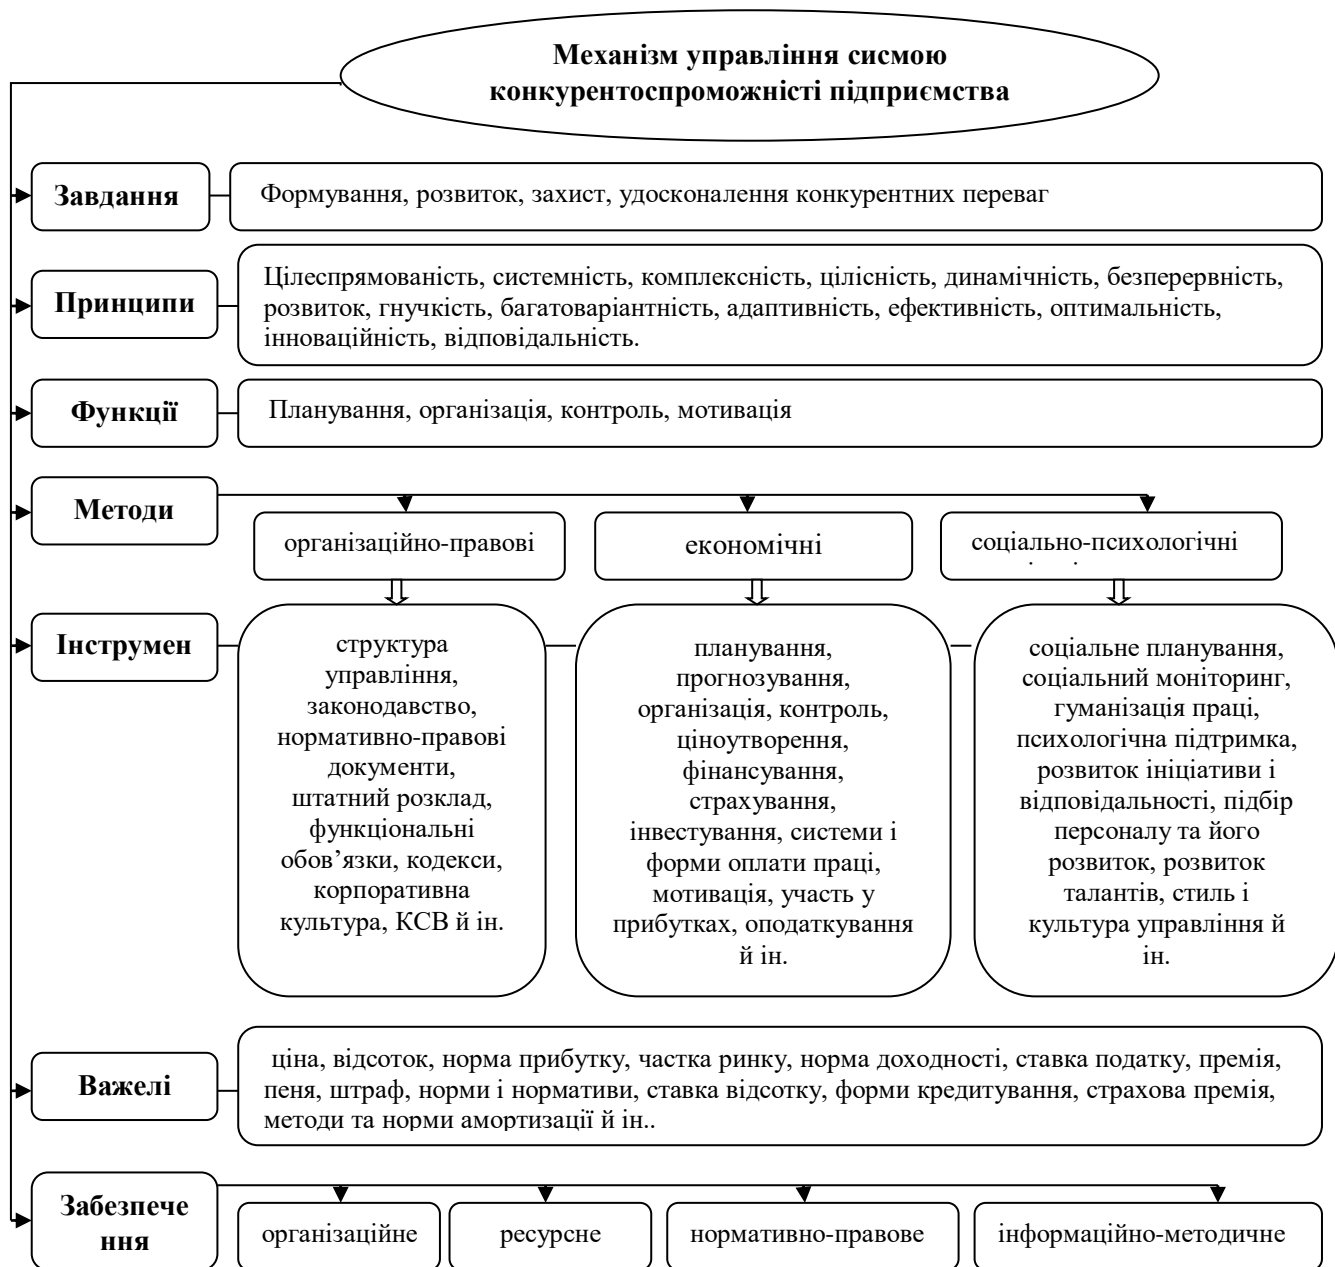 Механізм управління сисмою
конкурентоспроможністі підприємства
Завдання
Формування, розвиток, захист, удосконалення конкурентних переваг
Принципи
Цілеспрямованість, системність, комплексність, цілісність, динамічність, безперервність,
розвиток, гнучкість, багатоваріантність, адаптивність, ефективність, оптимальність,
інноваційність, відповідальність.
Функції
Планування, організація, контроль, мотивація
Методи
організаційно-правові
економічні
соціально-психологічні
Інструмен
структура
управління,
законодавство,
нормативно-правові
документи,
штатний розклад,
функціональні
обов’язки, кодекси,
корпоративна
культура, КСВ й ін.
планування,
прогнозування,
організація, контроль,
ціноутворення,
фінансування,
страхування,
інвестування, системи і
форми оплати праці,
мотивація, участь у
прибутках, оподаткування
й ін.
соціальне планування,
соціальний моніторинг,
гуманізація праці,
психологічна підтримка,
розвиток ініціативи і
відповідальності, підбір
персоналу та його
розвиток, розвиток
талантів, стиль і
культура управління й
ін.
Важелі
ціна, відсоток, норма прибутку, частка ринку, норма доходності, ставка податку, премія,
пеня, штраф, норми і нормативи, ставка відсотку, форми кредитування, страхова премія,
методи та норми амортизації й ін..
Забезпече
ння
організаційне
ресурсне
нормативно-правове
інформаційно-методичне